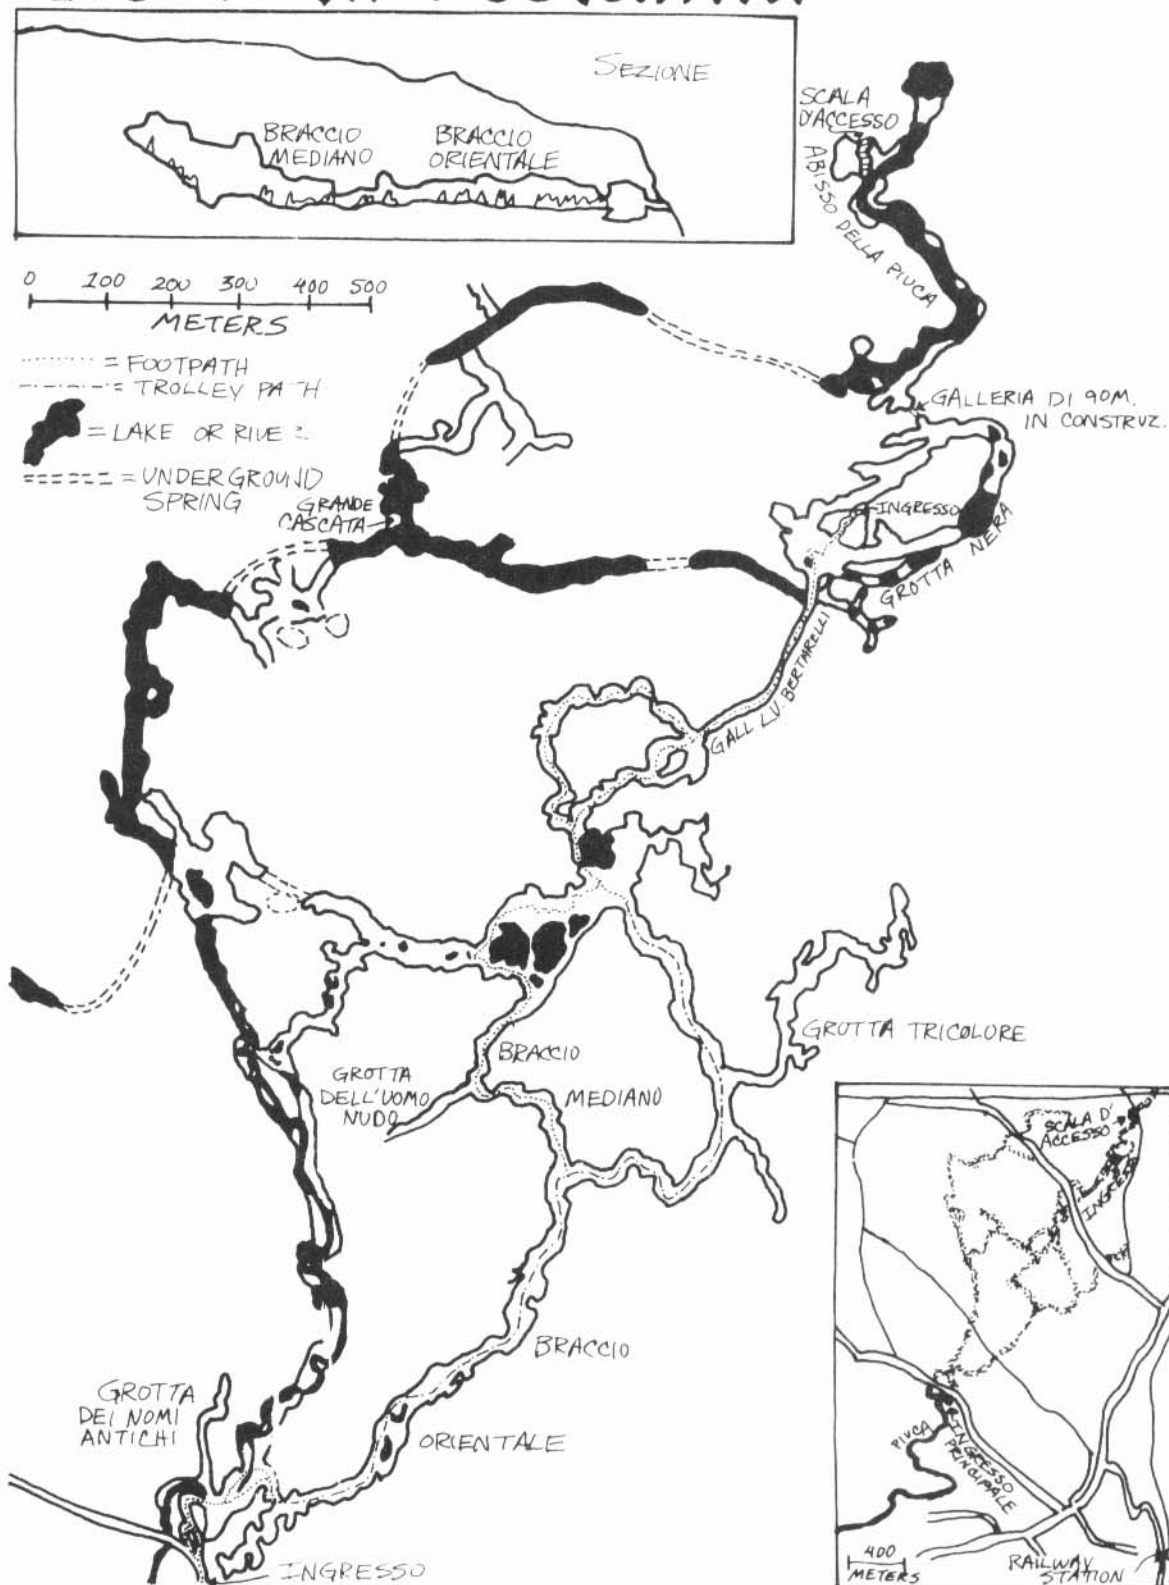 SEZIONE
BRACCIO
MEDIANO
BRACCIO
ORIENTALE
SCALA
D'ACCESSO
ABISSO DELLA PIUCA
0 100 200 300 400 500
METERS
= FOOTPATH
= TROLLEY PATH
= LAKE OR RIVER
= UNDERGROUND
SPRING
GRANDE
CASCATA
GALLERIA DI 90M.
IN CONSTRUZ.
INGRESSO
GROTTA NERA
GALL. L.V. BERTARELLI
GROTTA TRICOLORE
BRACCIO
MEDIANO
GROTTA
DELL'UOMO
NUDO
BRACCIO
ORIENTALE
GROTTA
DEI NOMI
ANTICHI
INGRESSO
SCALA D'
ACCESSO
INGRESSO
PIUCA
INGRESSO
PRINCIPALE
400
METERS
RAILWAY
STATION